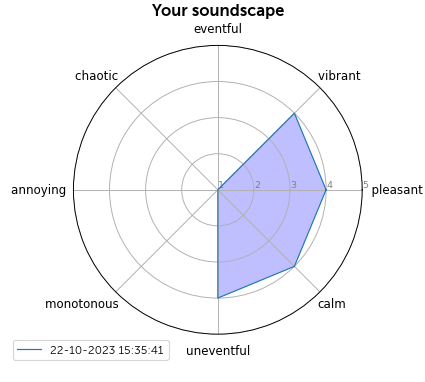 Your soundscape
eventful
chaotic
vibrant
annoying
1 2 3 4 5
pleasant
monotonous
calm
uneventful
22-10-2023 15:35:41